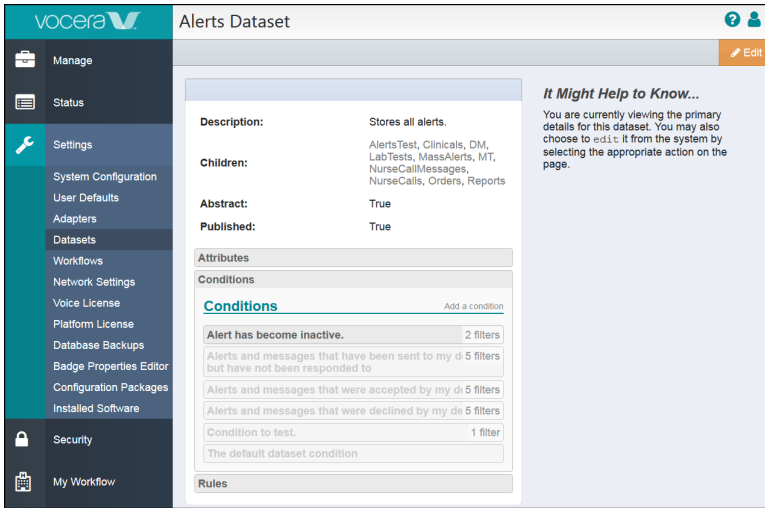 vocera
Alerts Dataset
Edit
Manage
Status
Settings
System Configuration
User Defaults
Adapters
Datasets
Workflows
Network Settings
Voice License
Platform License
Database Backups
Badge Properties Editor
Configuration Packages
Installed Software
Security
My Workflow
Description: Stores all alerts.
Children: AlertsTest, Clinicals, DM,
LabTests, MassAlerts, MT,
NurseCallMessages,
NurseCalls, Orders, Reports
Abstract: True
Published: True
Attributes
Conditions
Conditions Add a condition
Alert has become inactive. 2 filters
Alerts and messages that have been sent to my d 5 filters
but have not been responded to
Alerts and messages that were accepted by my d 5 filters
Alerts and messages that were declined by my de 5 filters
Condition to test. 1 filter
The default dataset condition
Rules
It Might Help to Know...
You are currently viewing the primary
details for this dataset. You may also
choose to edit it from the system by
selecting the appropriate action on the
page.